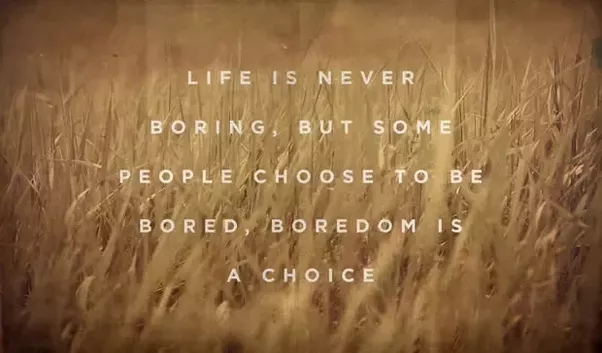 LIFE IS NEVER
BORING, BUT SOME
PEOPLE CHOOSE TO BE
BORED, BOREDOM IS
A CHOICE